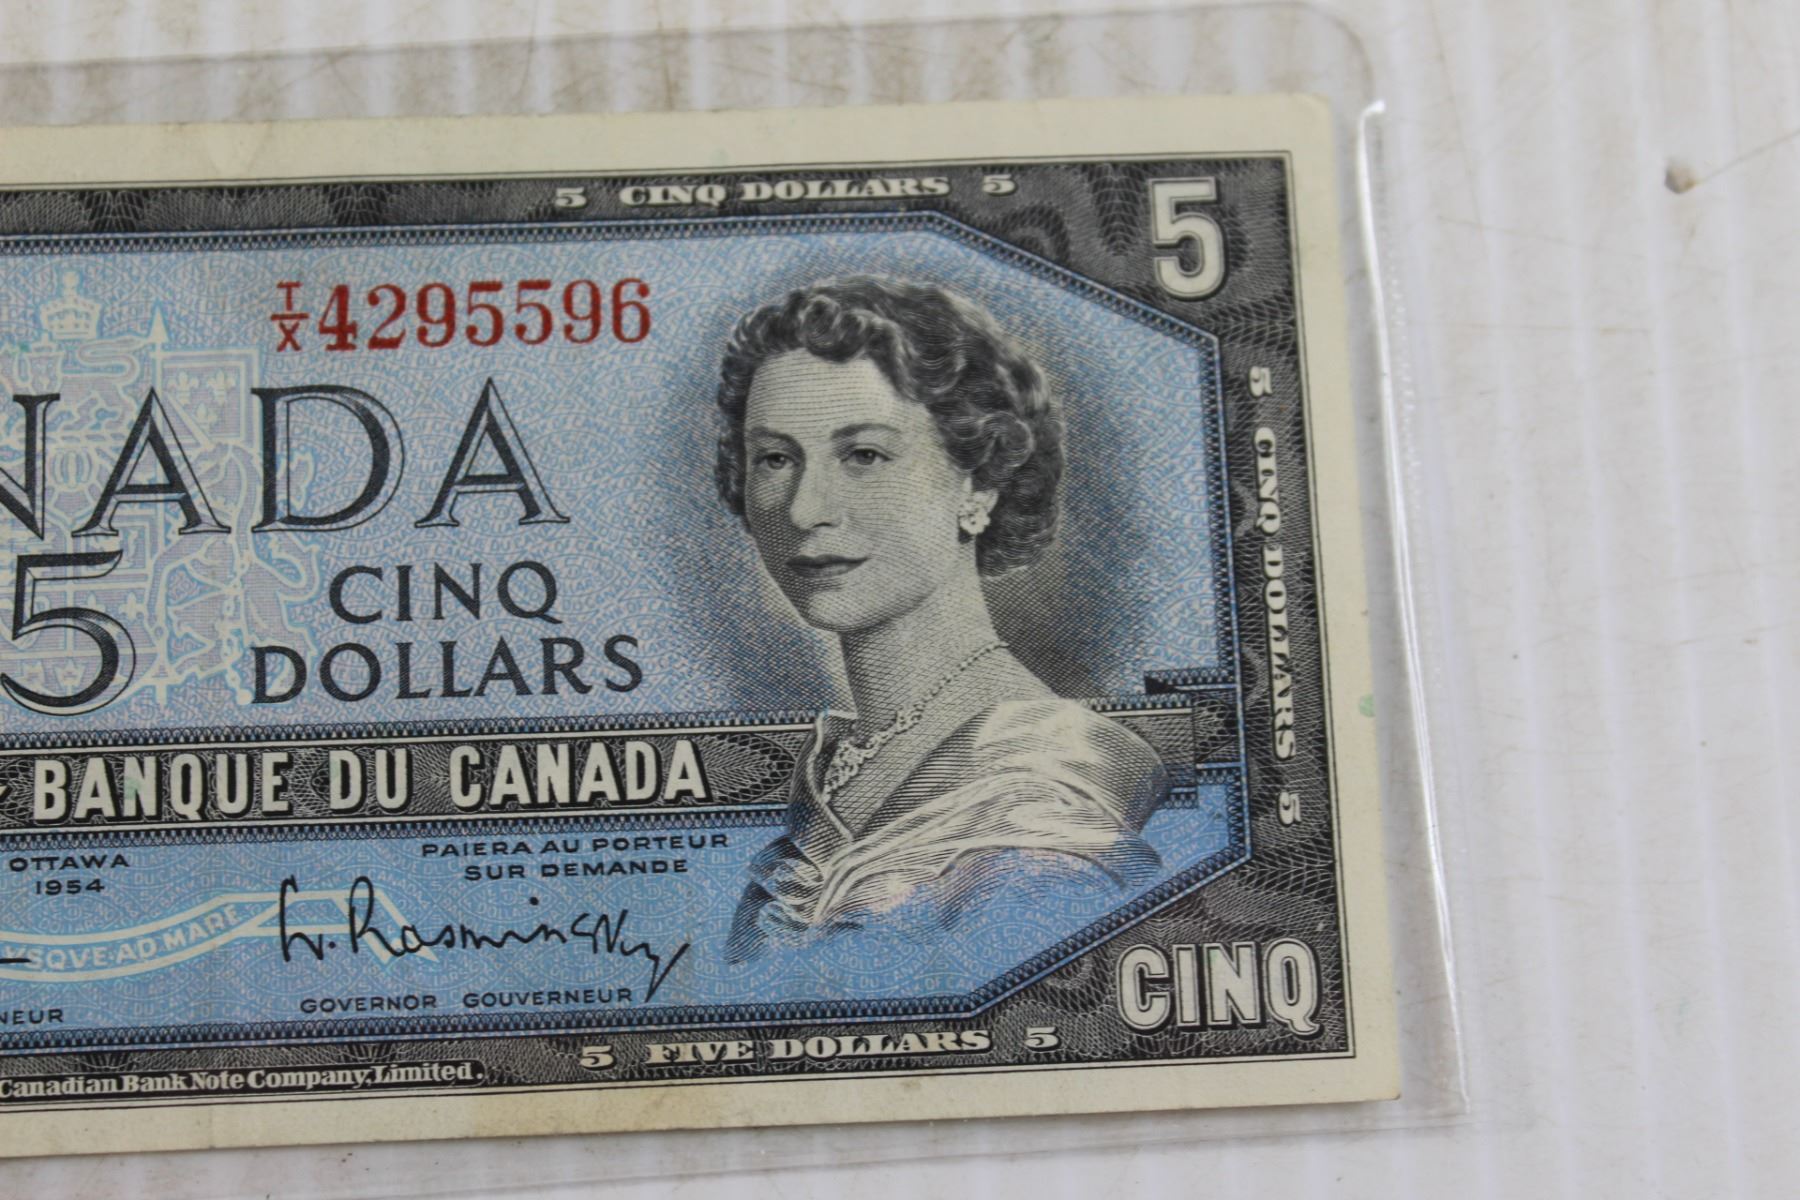 5 CINQ DOLLARS 5
5
T/X 4295596
NADA
5 CINQ
DOLLARS
BANQUE DU CANADA
OTTAWA
1954
PAIERA AU PORTEUR
SUR DEMANDE
SQVE·AD·MARE
L. Rasminsky
NEUR
GOVERNOR GOUVERNEUR
5 CINQ DOLLARS 5
CINQ
5 FIVE DOLLARS 5
Canadian Bank Note Company, Limited.